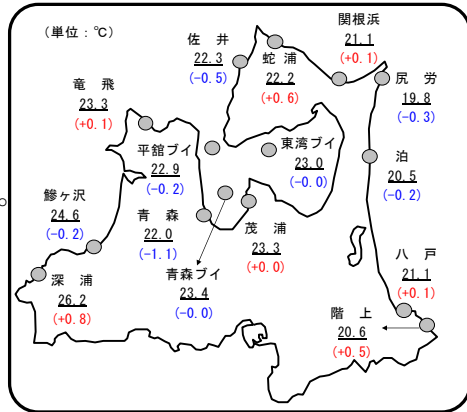 (単位:℃)
関根浜
21.1
(+0.1)
佐井
22.3
(-0.5)
蛇浦
22.2
(+0.6)
尻労
19.8
(-0.3)
竜飛
23.3
(+0.1)
平舘ブイ
22.9
(-0.2)
東湾ブイ
23.0
(-0.0)
泊
20.5
(-0.2)
鰺ヶ沢
24.6
(-0.2)
青森
22.0
(-1.1)
茂浦
23.3
(+0.0)
八戸
21.1
(+0.1)
深浦
26.2
(+0.8)
青森ブイ
23.4
(-0.0)
階上
20.6
(+0.5)